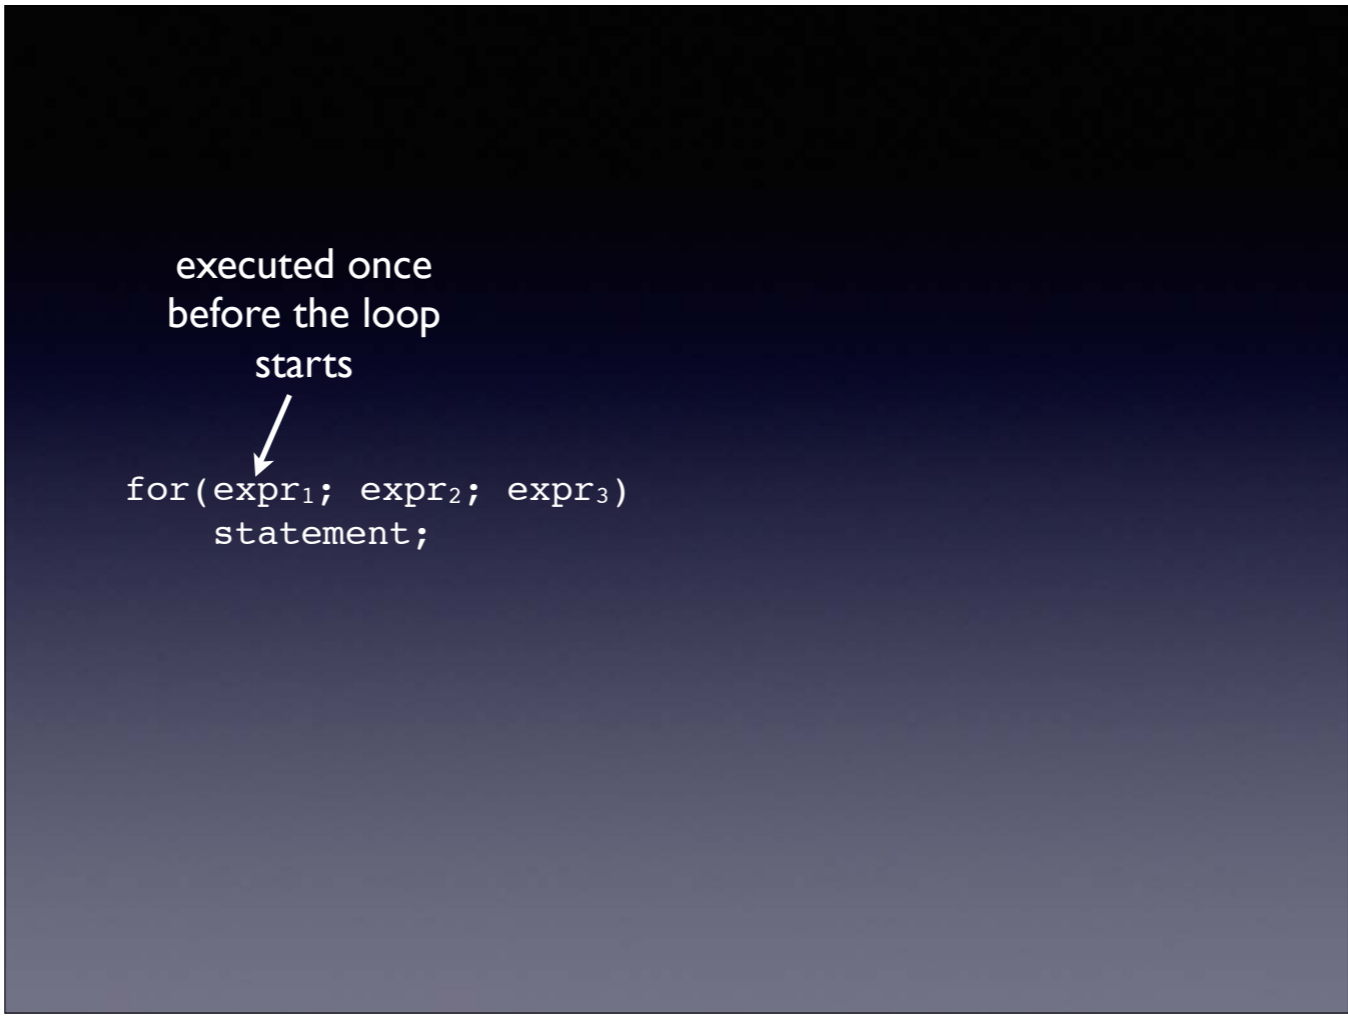 executed once
before the loop
starts
for(expr₁; expr₂; expr₃)
statement;